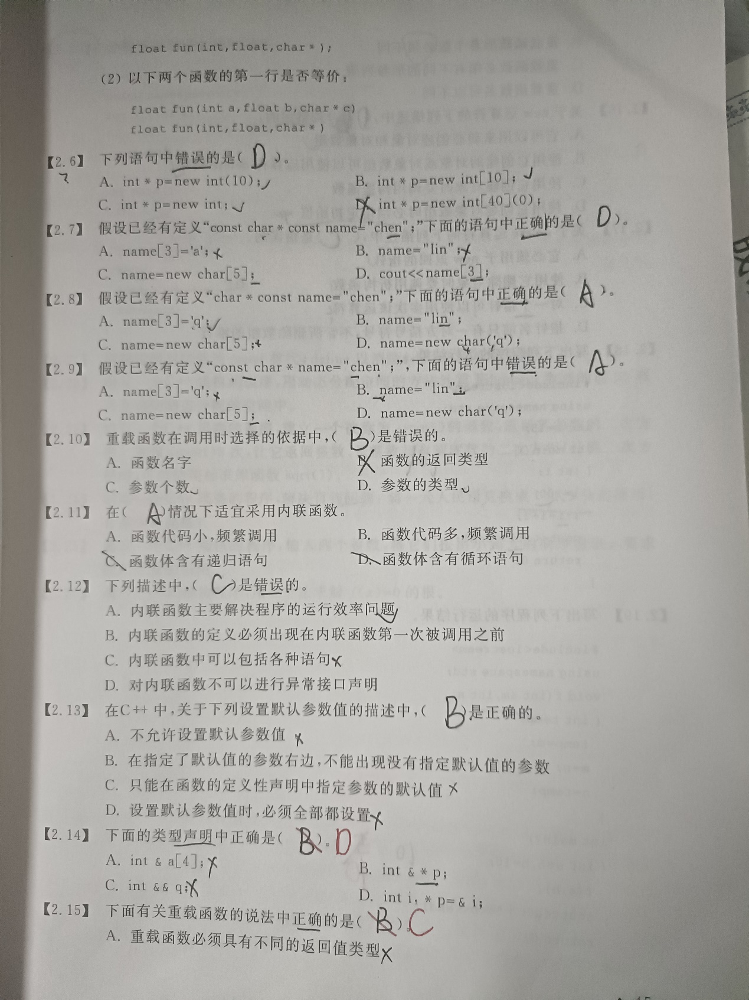 float fun(int,float,char * );
(2) 以下两个函数的第一行是否等价:
float fun(int a,float b,char * c)
float fun(int,float,char * )
【2.6】 下列语句中错误的是( D )。
A. int * p=new int(10);
B. int * p=new int[10];
C. int * p=new int;
D. int * p=new int[40](0);
【2.7】 假设已经有定义“const char * const name="chen";”下面的语句中正确的是( D )。
A. name[3]='a';
B. name="lin";
C. name=new char[5];
D. cout<<name[3];
【2.8】 假设已经有定义“char * const name="chen";”下面的语句中正确的是( A )。
A. name[3]='q';
B. name="lin";
C. name=new char[5];
D. name=new char('q');
【2.9】 假设已经有定义“const char * name="chen";”,下面的语句中错误的是( A )。
A. name[3]='q';
B. name="lin";
C. name=new char[5];
D. name=new char('q');
【2.10】 重载函数在调用时选择的依据中,( B )是错误的。
A. 函数名字
B. 函数的返回类型
C. 参数个数
D. 参数的类型
【2.11】 在( A )情况下适宜采用内联函数。
A. 函数代码小,频繁调用
B. 函数代码多,频繁调用
C. 函数体含有递归语句
D. 函数体含有循环语句
【2.12】 下列描述中,( C )是错误的。
A. 内联函数主要解决程序的运行效率问题
B. 内联函数的定义必须出现在内联函数第一次被调用之前
C. 内联函数中可以包括各种语句
D. 对内联函数不可以进行异常接口声明
【2.13】 在C++ 中,关于下列设置默认参数值的描述中,( B )是正确的。
A. 不允许设置默认参数值
B. 在指定了默认值的参数右边,不能出现没有指定默认值的参数
C. 只能在函数的定义性声明中指定参数的默认值
D. 设置默认参数值时,必须全部都设置
【2.14】 下面的类型声明中正确是( B )。D
A. int & a[4];
B. int & * p;
C. int && q;
D. int i, * p=& i;
【2.15】 下面有关重载函数的说法中正确的是( B )。C
A. 重载函数必须具有不同的返回值类型